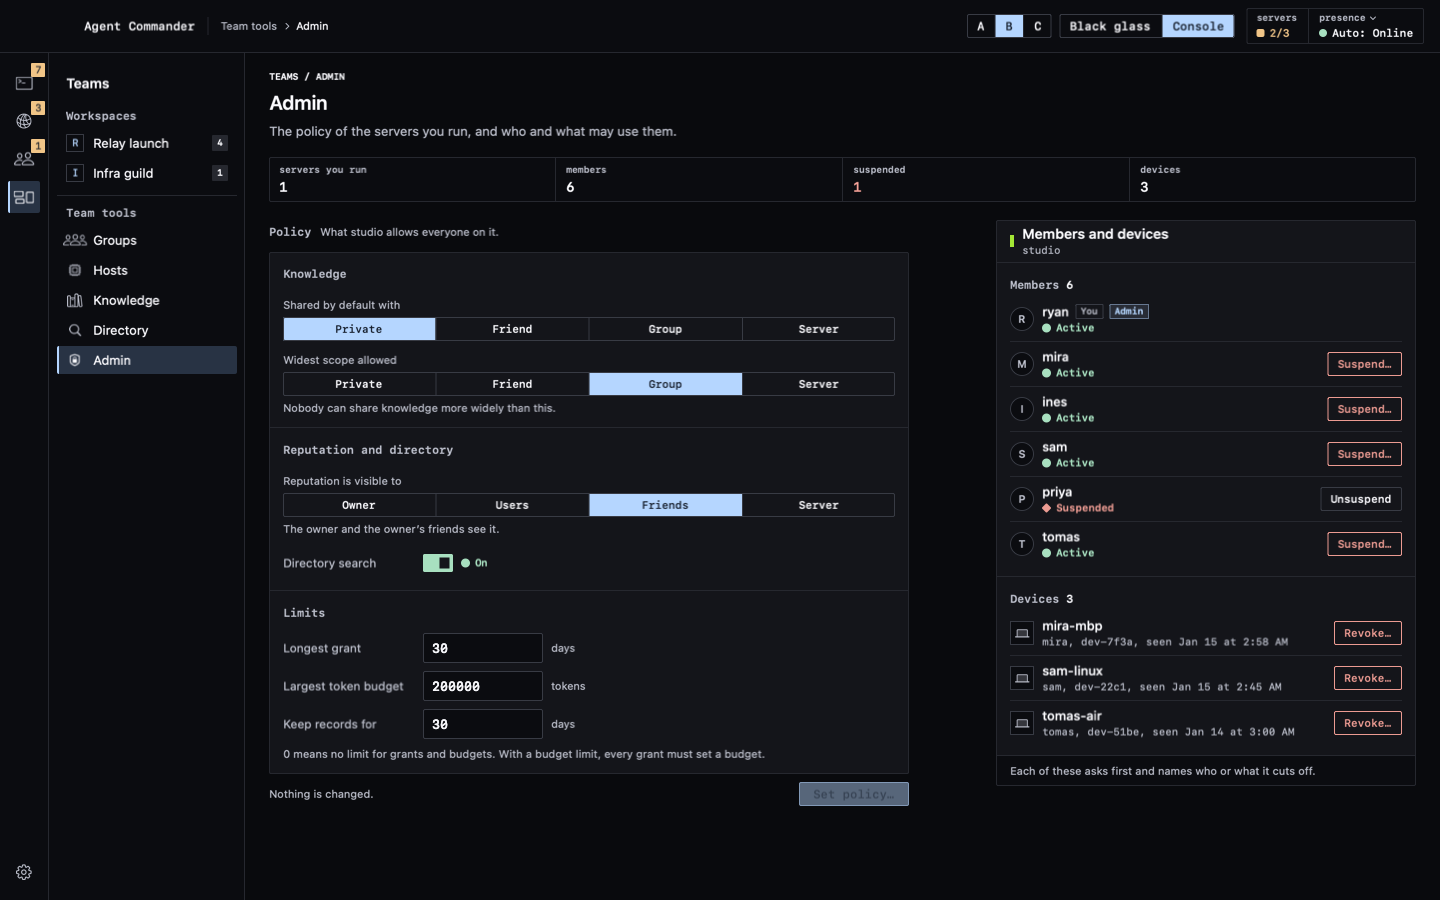 Agent Commander
Team tools > Admin
A B C
Black glass Console
servers
2/3
presence
Auto: Online
7
3
1
Teams
Workspaces
R Relay launch 4
I Infra guild 1
Team tools
Groups
Hosts
Knowledge
Directory
Admin
TEAMS / ADMIN
Admin
The policy of the servers you run, and who and what may use them.
servers you run
1
members
6
suspended
1
devices
3
Policy What studio allows everyone on it.
Knowledge
Shared by default with
Private Friend Group Server
Widest scope allowed
Private Friend Group Server
Nobody can share knowledge more widely than this.
Reputation and directory
Reputation is visible to
Owner Users Friends Server
The owner and the owner’s friends see it.
Directory search On
Limits
Longest grant 30 days
Largest token budget 200000 tokens
Keep records for 30 days
0 means no limit for grants and budgets. With a budget limit, every grant must set a budget.
Nothing is changed.
Set policy…
Members and devices
studio
Members 6
R ryan You Admin
Active
M mira
Active
Suspend…
I ines
Active
Suspend…
S sam
Active
Suspend…
P priya
Suspended
Unsuspend
T tomas
Active
Suspend…
Devices 3
mira-mbp
mira, dev-7f3a, seen Jan 15 at 2:58 AM
Revoke…
sam-linux
sam, dev-22c1, seen Jan 15 at 2:45 AM
Revoke…
tomas-air
tomas, dev-51be, seen Jan 14 at 3:00 AM
Revoke…
Each of these asks first and names who or what it cuts off.